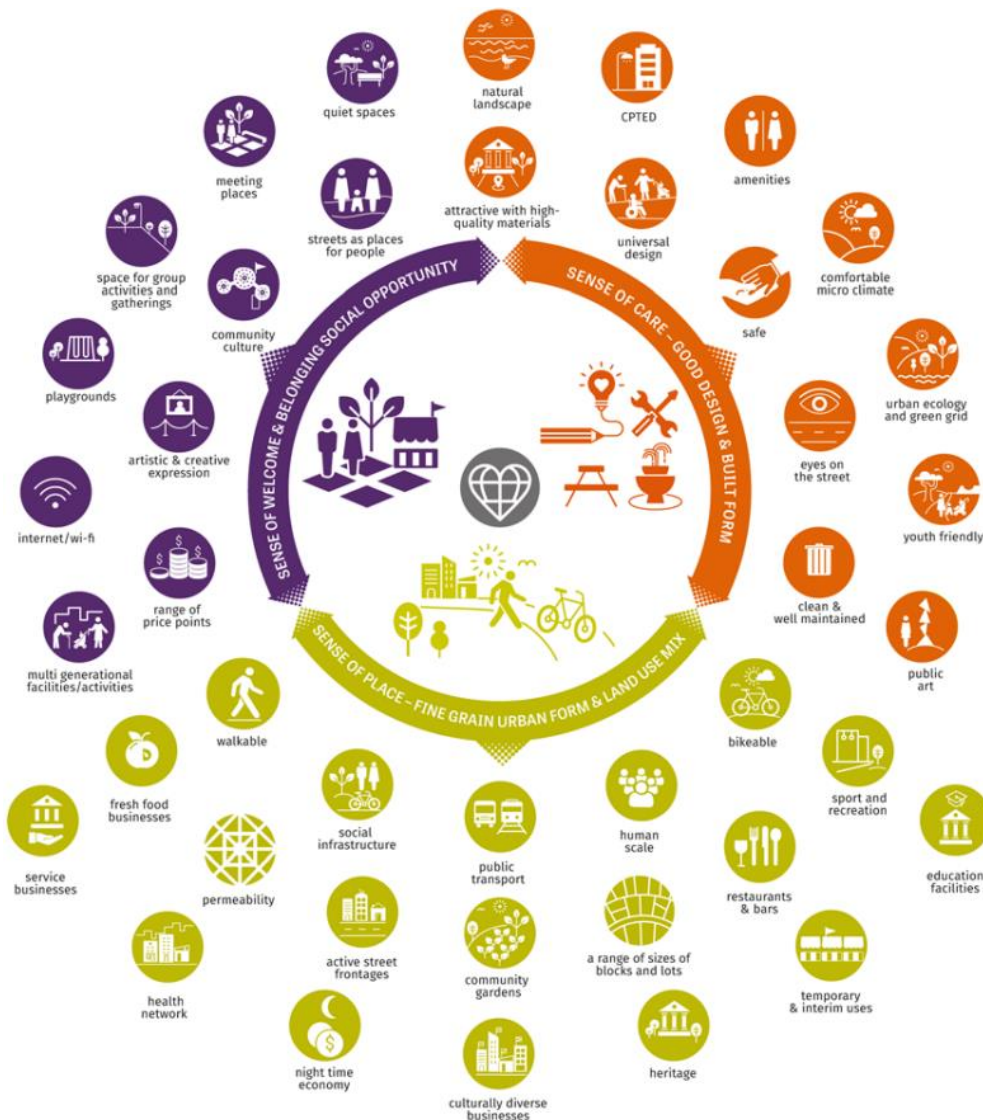 quiet spaces
natural
landscape
CPTED
amenities
meeting
places
streets as places
for people
attractive with high-
quality materials
universal
design
comfortable
micro climate
space for group
activities and
gatherings
community
culture
safe
playgrounds
artistic & creative
expression
eyes on
the street
urban ecology
and green grid
internet/wi-fi
range of
price points
clean &
well maintained
youth friendly
multi generational
facilities/activities
public
art
SENSE OF WELCOME & BELONGING SOCIAL OPPORTUNITY
SENSE OF CARE – GOOD DESIGN & BUILT FORM
SENSE OF PLACE – FINE GRAIN URBAN FORM & LAND USE MIX
walkable
bikeable
fresh food
businesses
social
infrastructure
public
transport
human
scale
sport and
recreation
service
businesses
permeability
restaurants
& bars
education
facilities
health
network
active street
frontages
community
gardens
a range of sizes of
blocks and lots
temporary
& interim uses
night time
economy
culturally diverse
businesses
heritage